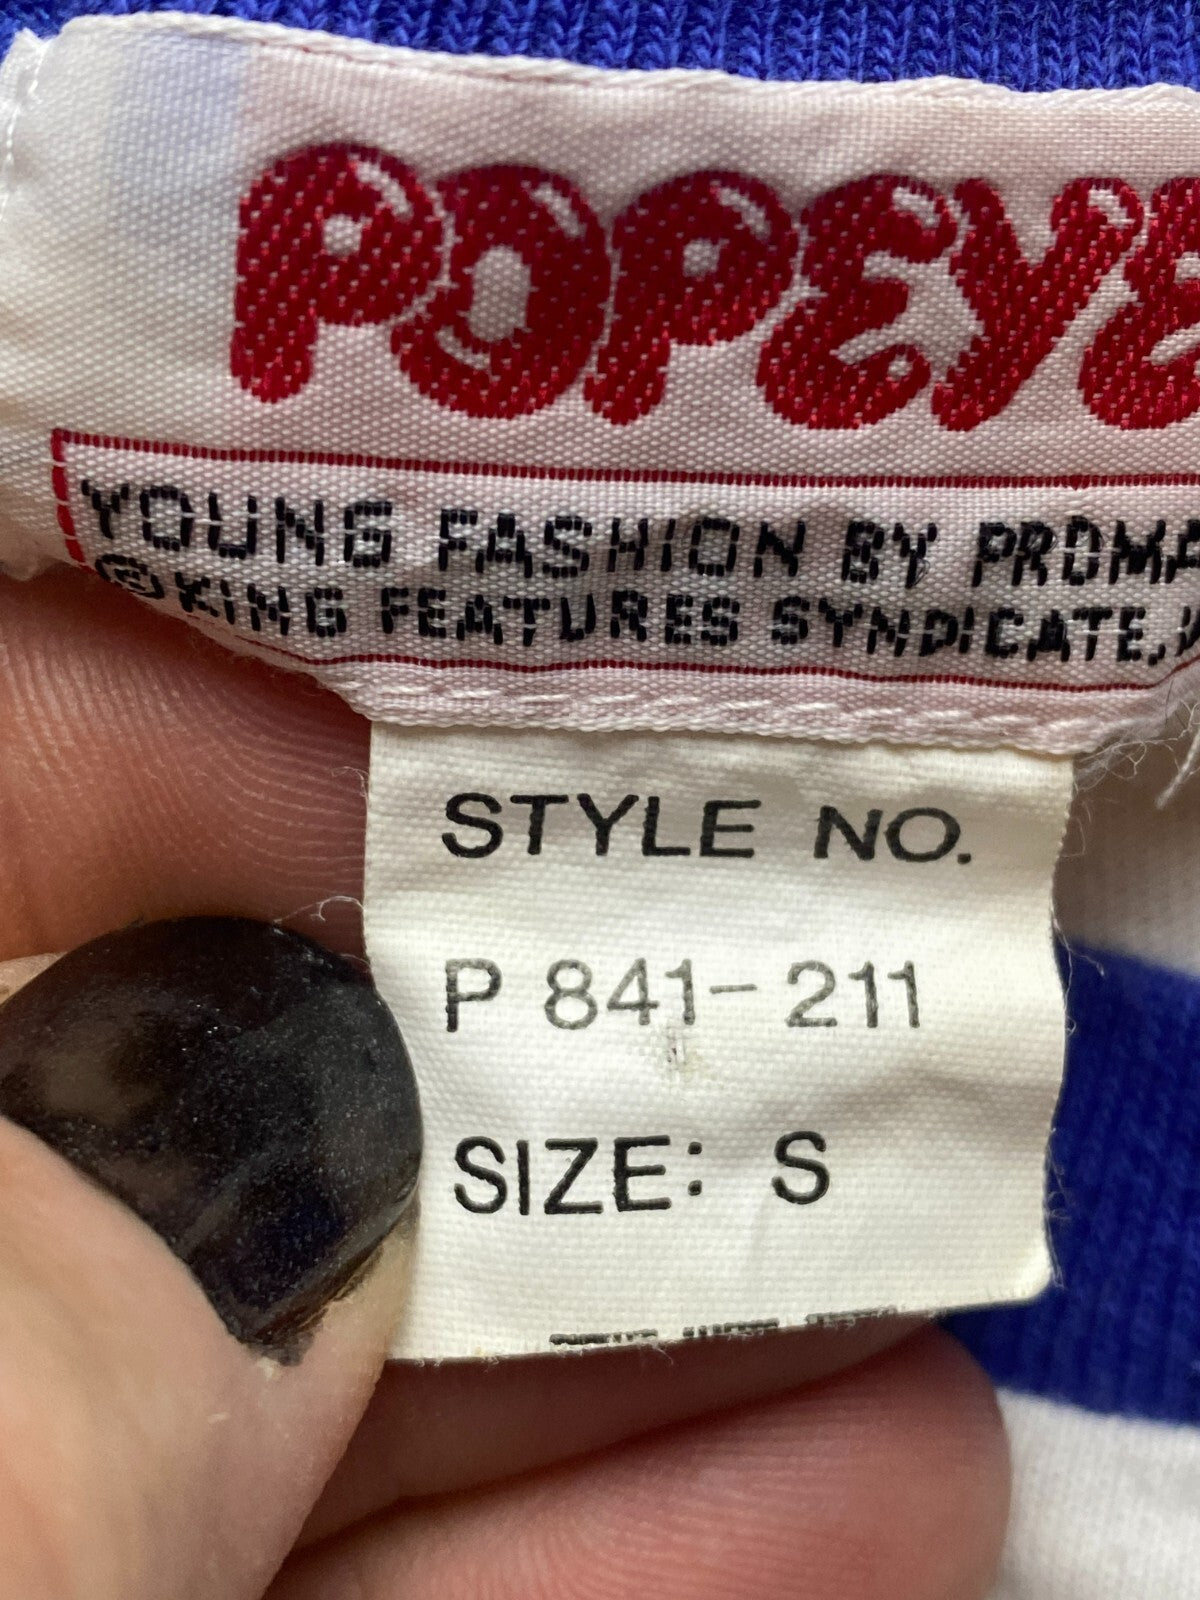 POPEYE
YOUNG FASHION BY PROMA
© KING FEATURES SYNDICATE,
STYLE NO.
P 841-211
SIZE: S